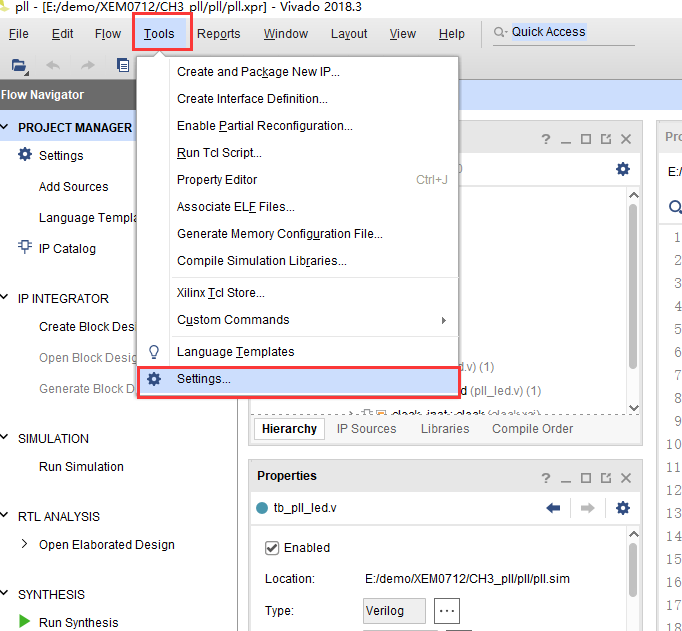 pll - [E:/demo/XEM0712/CH3_pll/pll/pll.xpr] - Vivado 2018.3
File Edit Flow Tools Reports Window Layout View Help Quick Access
Flow Navigator
PROJECT MANAGER
Settings
Add Sources
Language Templa
IP Catalog
IP INTEGRATOR
Create Block Des
Open Block Desig
Generate Block D
SIMULATION
Run Simulation
RTL ANALYSIS
Open Elaborated Design
SYNTHESIS
Run Synthesis
Create and Package New IP...
Create Interface Definition...
Enable Partial Reconfiguration...
Run Tcl Script...
Property Editor Ctrl+J
Associate ELF Files...
Generate Memory Configuration File...
Compile Simulation Libraries...
Xilinx Tcl Store...
Custom Commands
Language Templates
Settings...
d.v) (1)
d (pll_led.v) (1)
Hierarchy IP Sources Libraries Compile Order
Properties
tb_pll_led.v
Enabled
Location: E:/demo/XEM0712/CH3_pll/pll/pll.sim
Type: Verilog ...
Pro
E:/
1
2
3
4
5
6
7
8
9
10
11
12
13
14
15
16
17
18